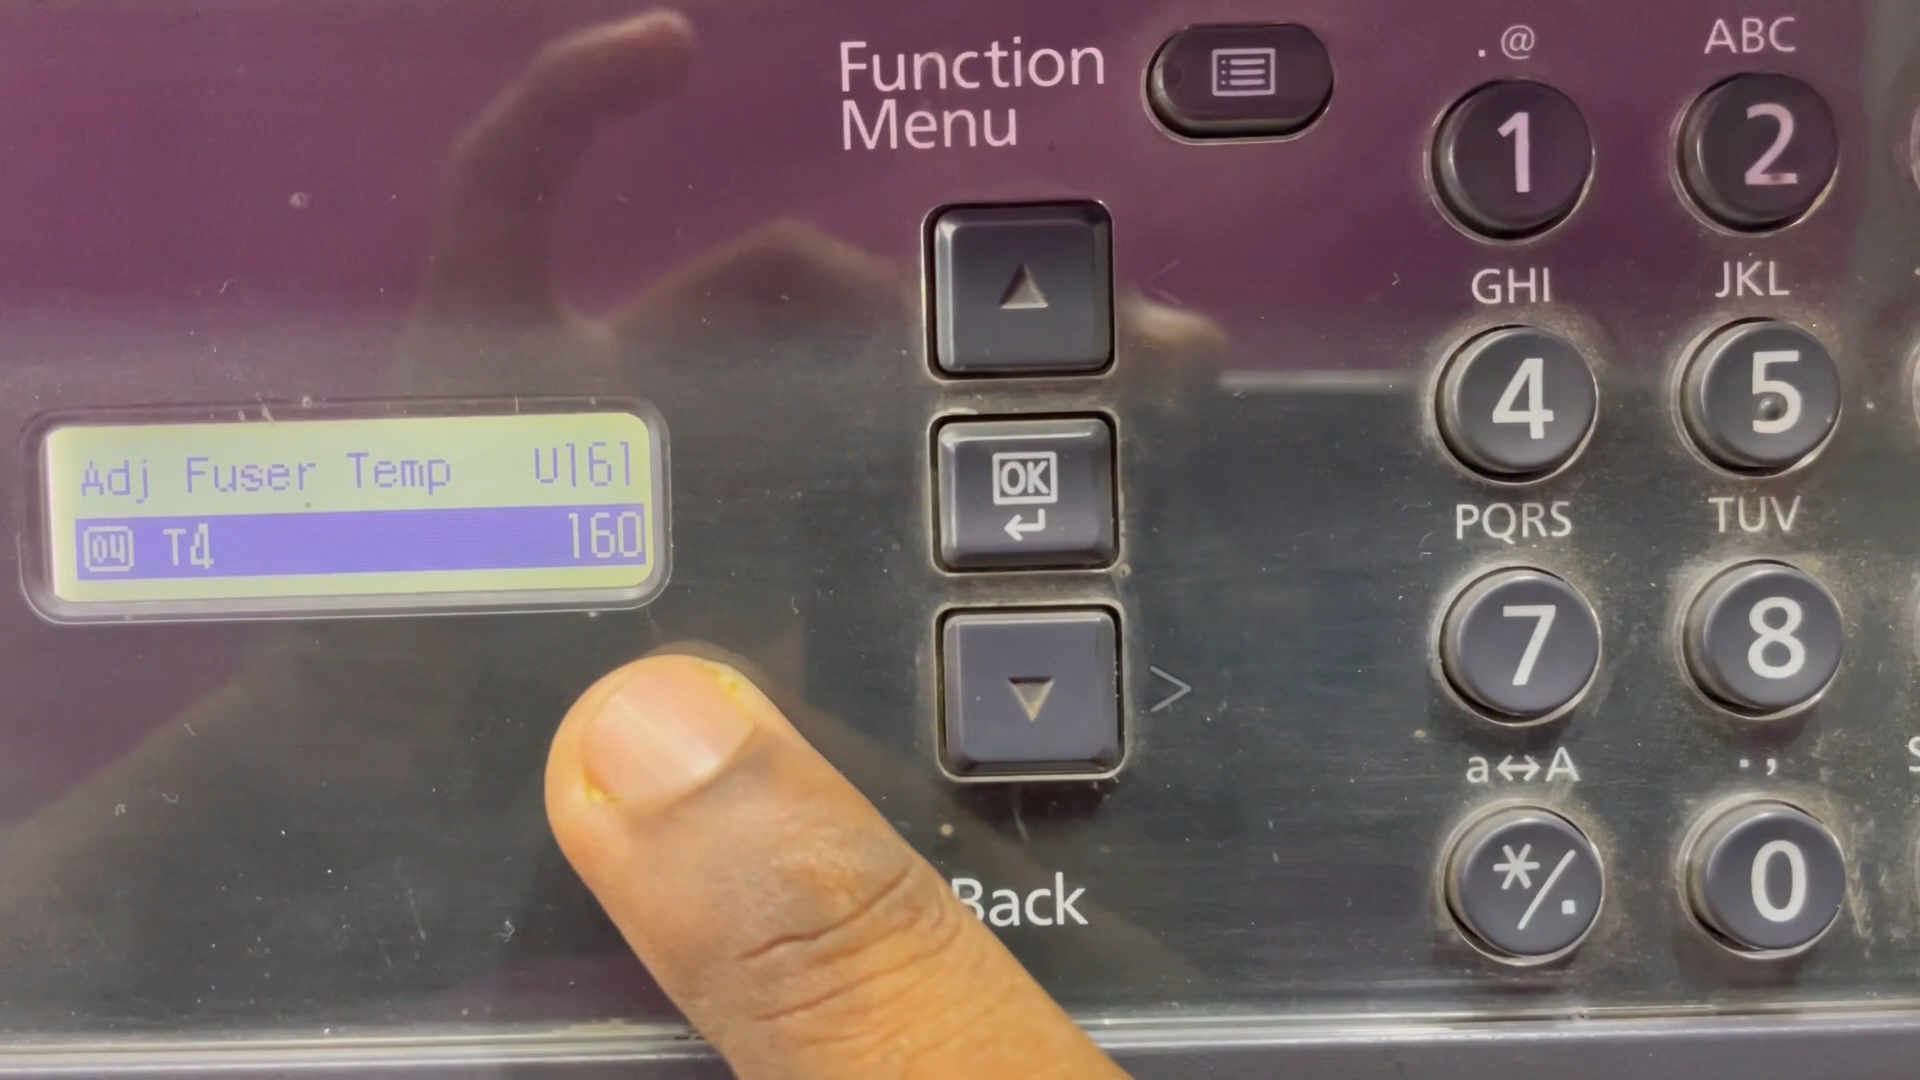 Function
Menu
.@
ABC
1
2
GHI
JKL
4
5
OK
Adj Fuser Temp U161
04 T4 160
PQRS
TUV
7
8
a↔A
.,
*/.
0
Back